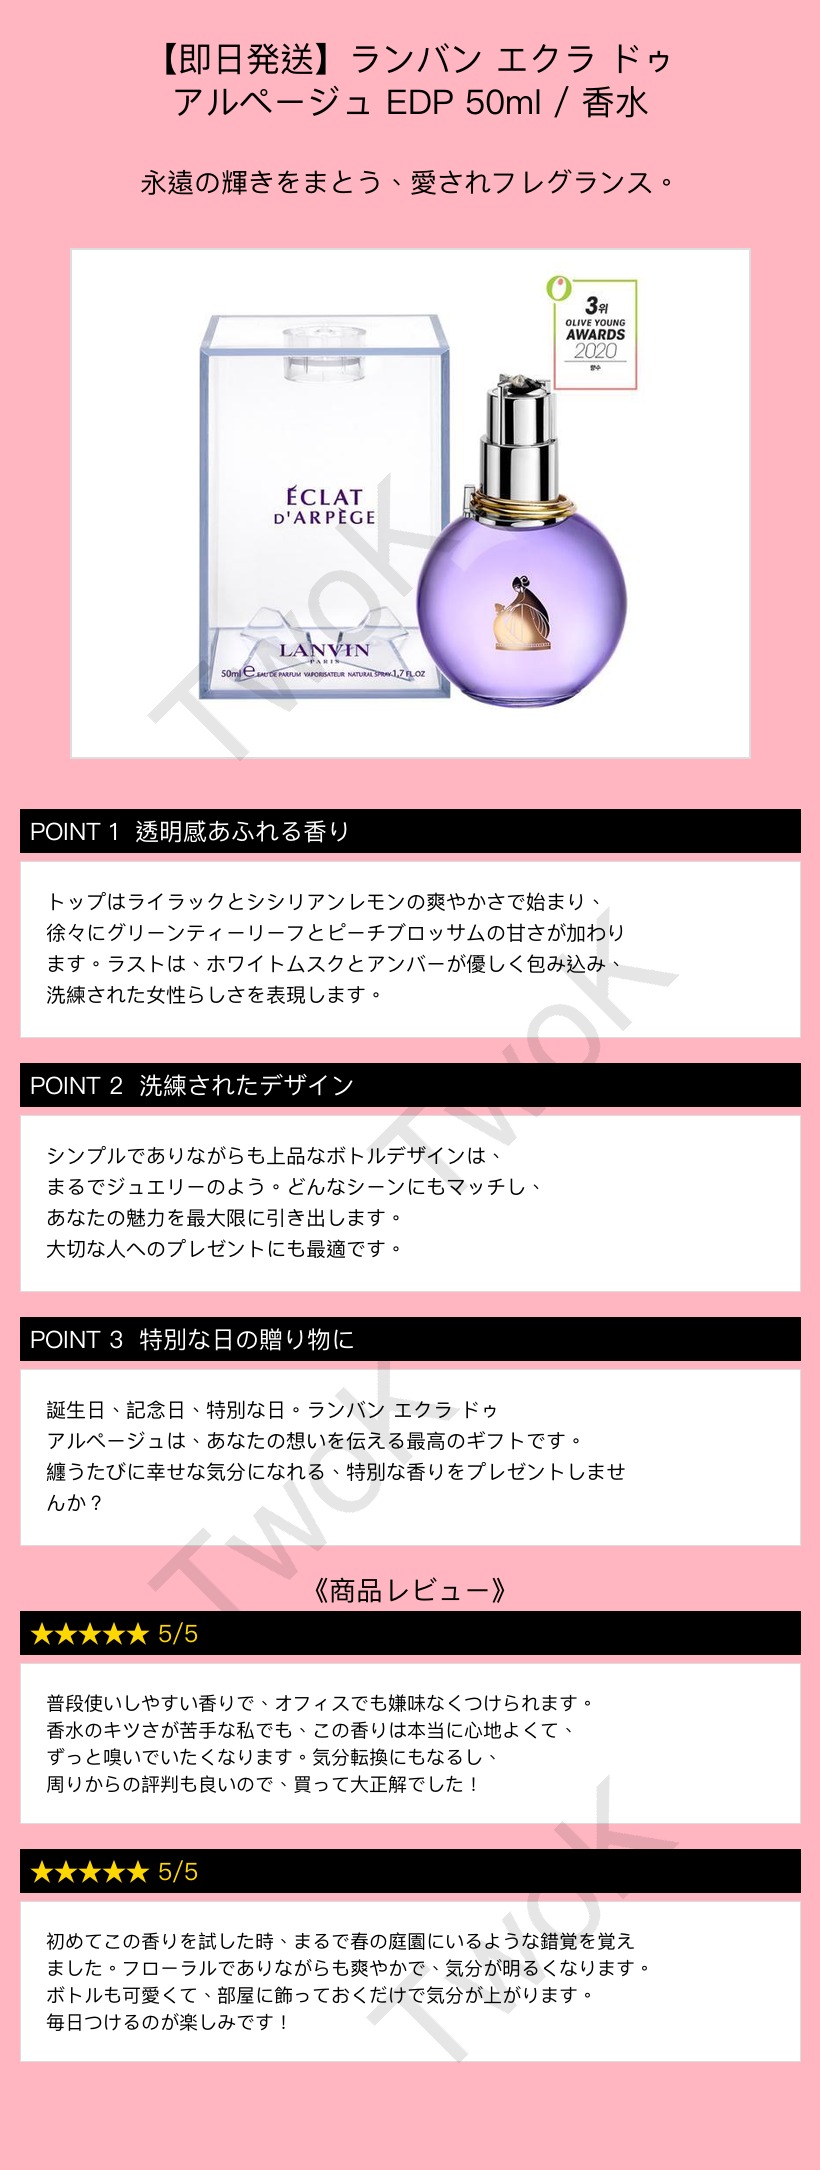 【即日発送】ランバン エクラ ドゥ
アルページュ EDP 50ml / 香水
永遠の輝きをまとう、愛されフレグランス。
3위
OLIVE YOUNG
AWARDS
2020
향수
ÉCLAT
D'ARPÈGE
LANVIN
PARIS
50ml e EAU DE PARFUM VAPORISATEUR NATURAL SPRAY 1,7 FL.OZ
TwoK
POINT 1 透明感あふれる香り
トップはライラックとシシリアンレモンの爽やかさで始まり、
徐々にグリーンティーリーフとピーチブロッサムの甘さが加わり
ます。ラストは、ホワイトムスクとアンバーが優しく包み込み、
洗練された女性らしさを表現します。
TwoK
POINT 2 洗練されたデザイン
シンプルでありながらも上品なボトルデザインは、
まるでジュエリーのよう。どんなシーンにもマッチし、
あなたの魅力を最大限に引き出します。
大切な人へのプレゼントにも最適です。
POINT 3 特別な日の贈り物に
誕生日、記念日、特別な日。ランバン エクラ ドゥ
アルページュは、あなたの想いを伝える最高のギフトです。
纏うたびに幸せな気分になれる、特別な香りをプレゼントしませ
んか？
TwoK
《商品レビュー》
★★★★★ 5/5
普段使いしやすい香りで、オフィスでも嫌味なくつけられます。
香水のキツさが苦手な私でも、この香りは本当に心地よくて、
ずっと嗅いでいたくなります。気分転換にもなるし、
周りからの評判も良いので、買って大正解でした！
★★★★★ 5/5
初めてこの香りを試した時、まるで春の庭園にいるような錯覚を覚え
ました。フローラルでありながらも爽やかで、気分が明るくなります。
ボトルも可愛くて、部屋に飾っておくだけで気分が上がります。
毎日つけるのが楽しみです！
TwoK